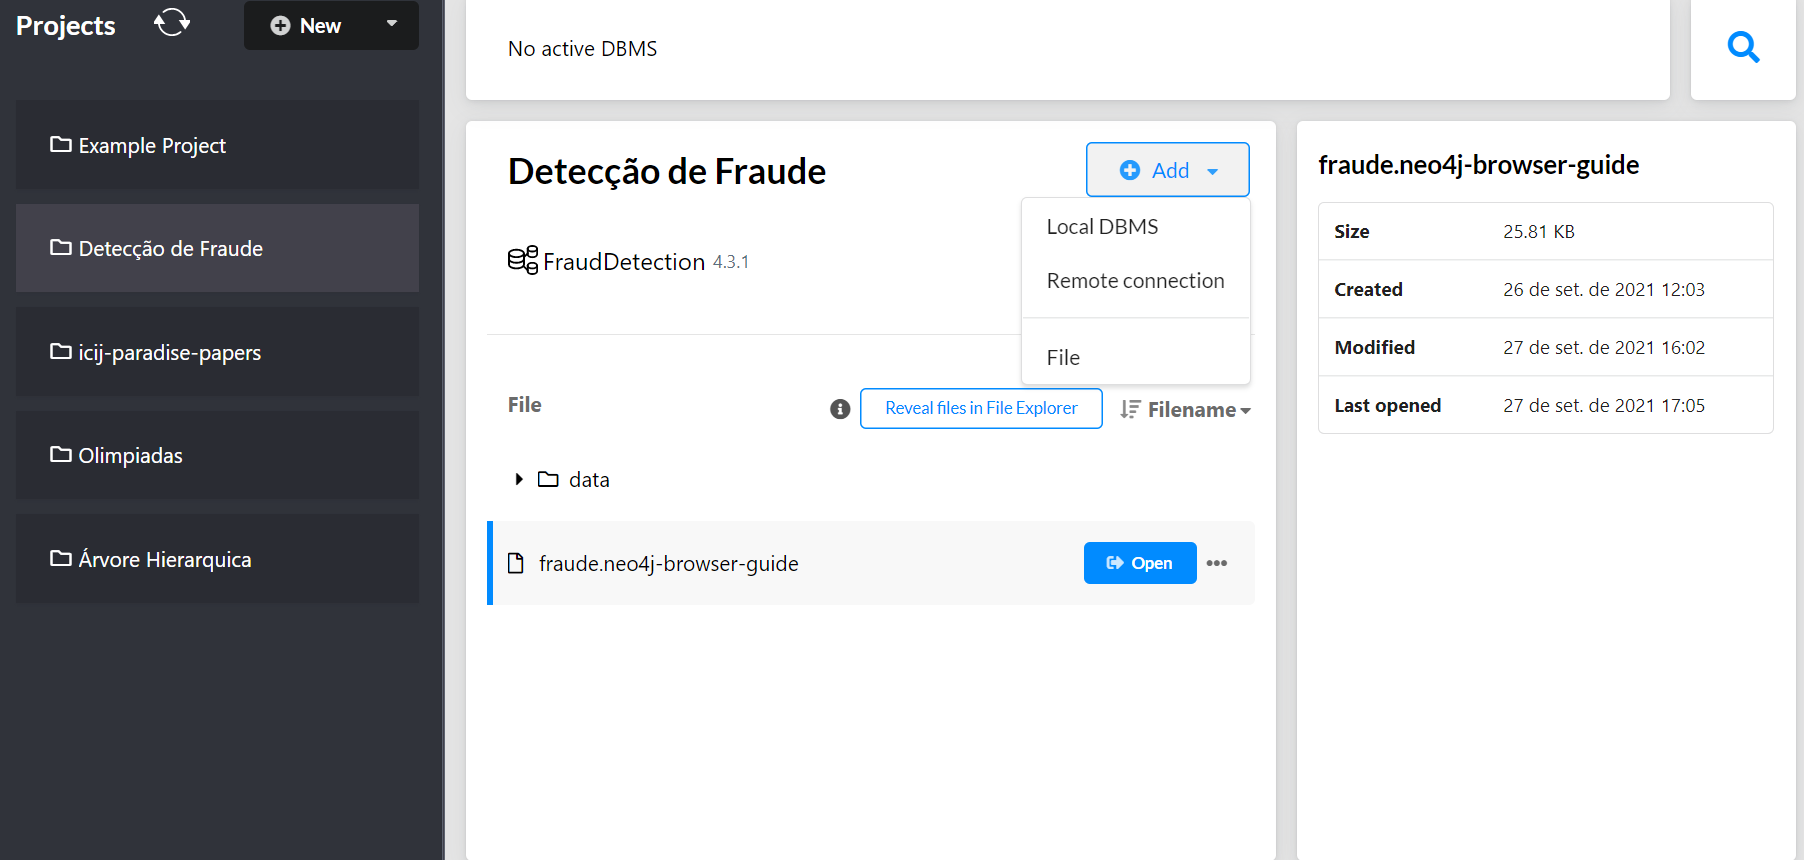 Projects
New
Example Project
Detecção de Fraude
icij-paradise-papers
Olimpiadas
Árvore Hierarquica
No active DBMS
Detecção de Fraude
Add
Local DBMS
Remote connection
File
FraudDetection 4.3.1
File
Reveal files in File Explorer
Filename
data
fraude.neo4j-browser-guide
Open
fraude.neo4j-browser-guide
Size 25.81 KB
Created 26 de set. de 2021 12:03
Modified 27 de set. de 2021 16:02
Last opened 27 de set. de 2021 17:05